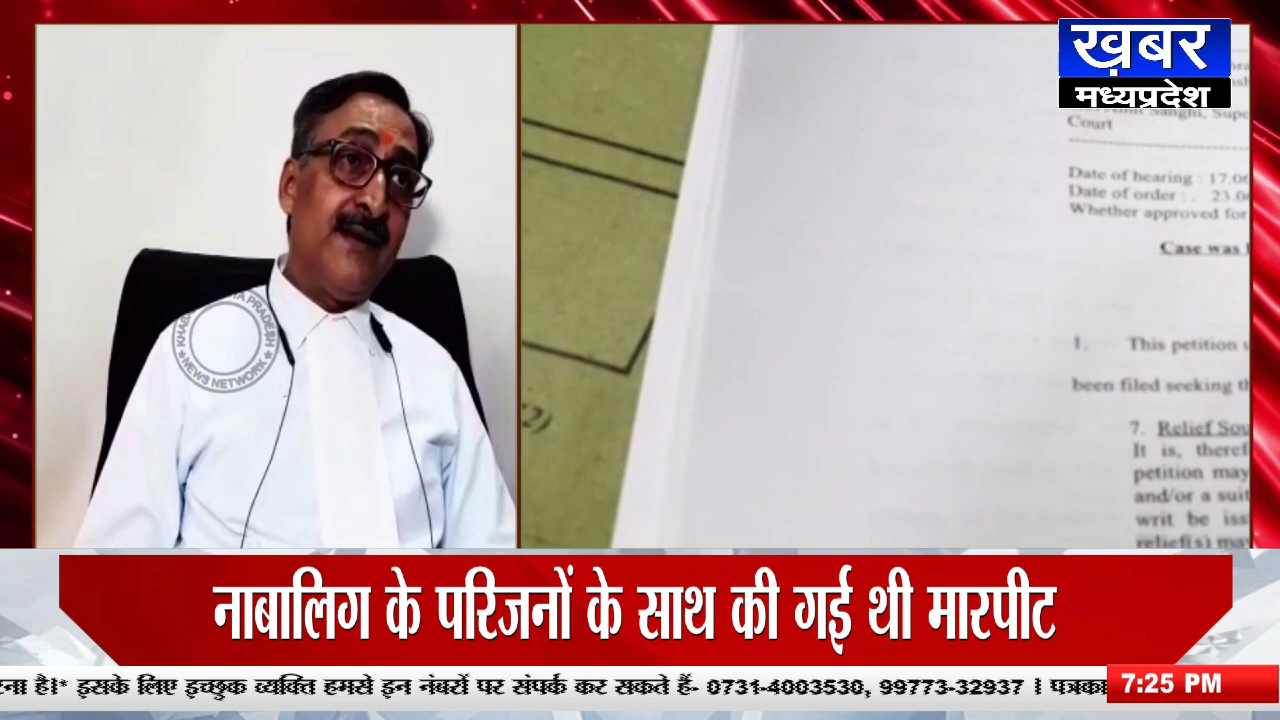 ख़बर
मध्यप्रदेश
Court
Date of hearing : 17.06
Date of order : . 23.0
Whether approved for
Case was
1. This petition
been filed seeking
7. Relief Sou
It is, theref
petition may
and/or a suit
writ be iss
relief(s) may
NEWS NETWORK
नाबालिग के परिजनों के साथ की गई थी मारपीट
है।* इसके लिए इच्छुक व्यक्ति हमसे इन नंबरों पर संपर्क कर सकते हैं- 0731-4003530, 99773-32937 । पत्रका
7:25 PM